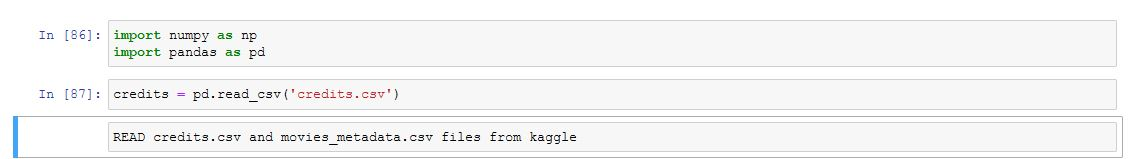 In [86]: import numpy as np
import pandas as pd
In [87]: credits = pd.read_csv('credits.csv')
READ credits.csv and movies_metadata.csv files from kaggle